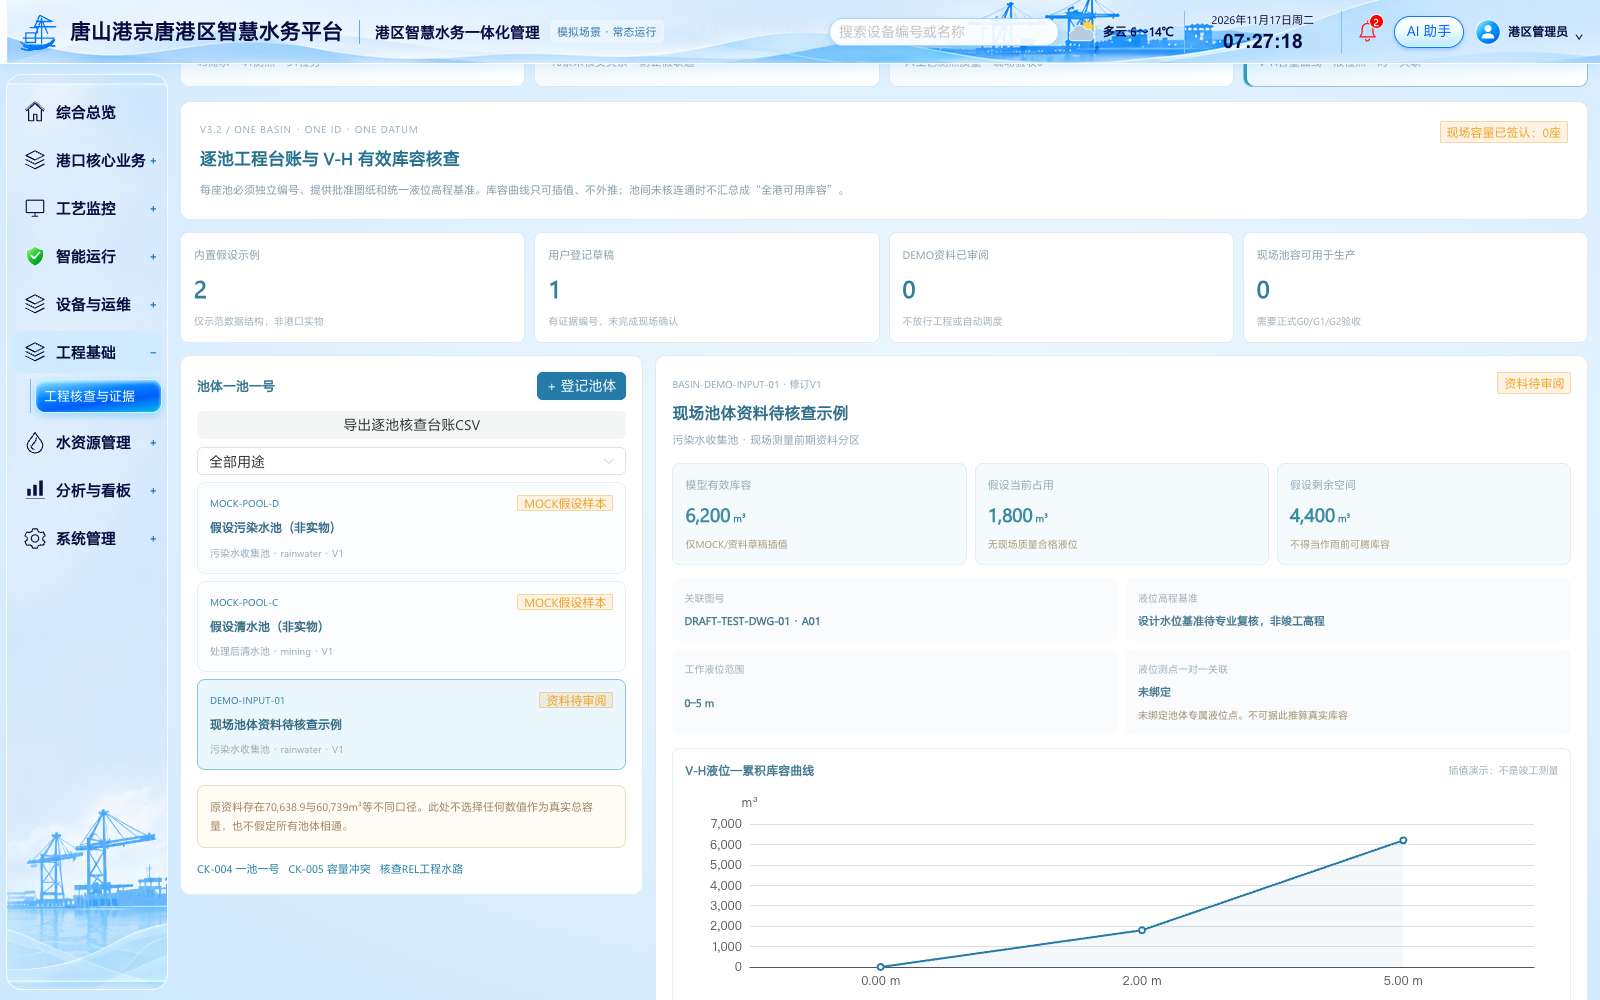 唐山港京唐港区智慧水务平台
港区智慧水务一体化管理
模拟场景 · 常态运行
搜索设备编号或名称
多云 6~14℃
2026年11月17日周二
07:27:18
2
AI 助手
港区管理员
综合总览
港口核心业务 +
工艺监控 +
智能运行 +
设备与运维 +
工程基础 −
工程核查与证据
水资源管理 +
分析与看板 +
系统管理 +
V3.2 / ONE BASIN · ONE ID · ONE DATUM
现场容量已签认：0座
逐池工程台账与 V-H 有效库容核查
每座池必须独立编号、提供批准图纸和统一液位高程基准。库容曲线只可插值、不外推；池间未核连通时不汇总成“全港可用库容”。
内置假设示例
2
仅示范数据结构，非港口实物
用户登记草稿
1
有证据编号，未完成现场确认
DEMO资料已审阅
0
不放行工程或自动调度
现场池容可用于生产
0
需要正式G0/G1/G2验收
池体一池一号
+ 登记池体
导出逐池核查台账CSV
全部用途
MOCK-POOL-D
MOCK假设样本
假设污染水池（非实物）
污染水收集池 · rainwater · V1
MOCK-POOL-C
MOCK假设样本
假设清水池（非实物）
处理后清水池 · mining · V1
DEMO-INPUT-01
资料待审阅
现场池体资料待核查示例
污染水收集池 · rainwater · V1
原资料存在70,638.9与60,739m³等不同口径。此处不选择任何数值作为真实总容
量，也不假定所有池体相通。
CK-004 一池一号 CK-005 容量冲突 核查REL工程水路
BASIN-DEMO-INPUT-01 · 修订V1
资料待审阅
现场池体资料待核查示例
污染水收集池 · 现场测量前期资料分区
模型有效库容
6,200 m³
仅MOCK/资料草稿插值
假设当前占用
1,800 m³
无现场质量合格液位
假设剩余空间
4,400 m³
不得当作雨前可腾库容
关联图号
DRAFT-TEST-DWG-01 · A01
液位高程基准
设计水位基准待专业复核，非竣工高程
工作液位范围
0–5 m
液位测点一对一关联
未绑定
未绑定池体专属液位点。不可据此推算真实库容
V-H液位—累积库容曲线
插值演示；不是竣工测量
m³
7,000
6,000
5,000
4,000
3,000
2,000
1,000
0
0.00 m
2.00 m
5.00 m